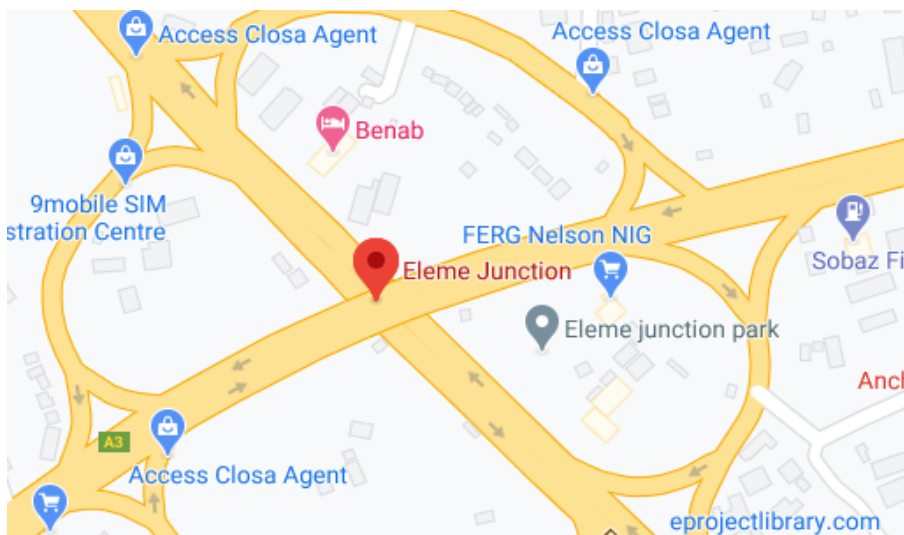 Access Closa Agent
Access Closa Agent
Benab
9mobile SIM
stration Centre
FERG Nelson NIG
Sobaz Fi
Eleme Junction
Eleme junction park
Anch
A3
Access Closa Agent
eprojectlibrary.com